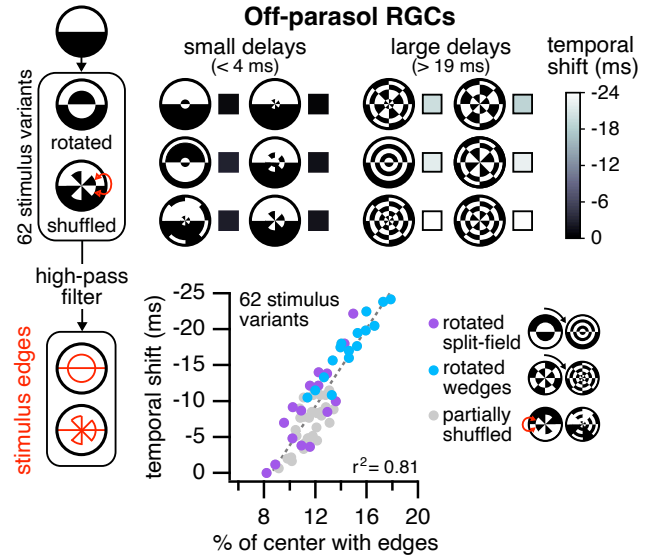 Off-parasol RGCs
small delays
(< 4 ms)
large delays
(> 19 ms)
temporal
shift (ms)
-24
-18
-12
-6
0
62 stimulus variants
rotated
shuffled
high-pass
filter
stimulus edges
temporal shift (ms)
-25
-20
-15
-10
-5
0
62 stimulus
variants
r² = 0.81
8
12
16
20
% of center with edges
rotated
split-field
rotated
wedges
partially
shuffled